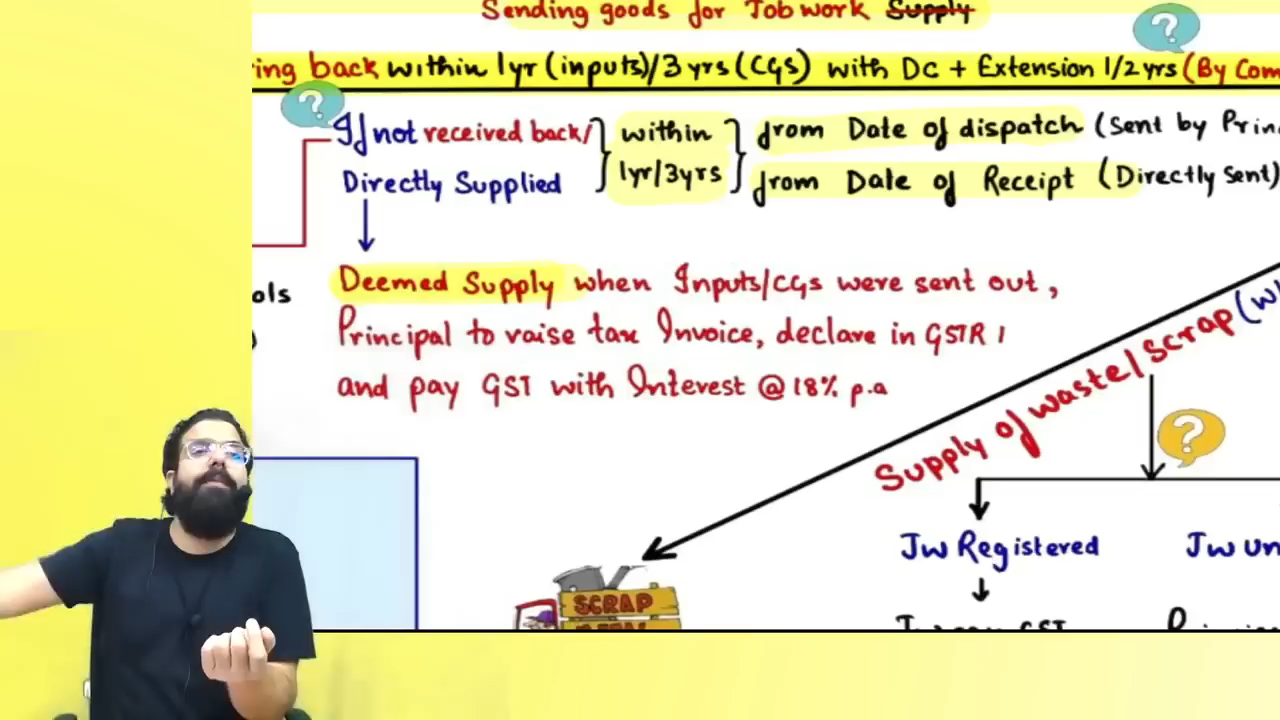 Sending goods for Job work Supply
ring back within 1yr (inputs)/3 yrs (CGS) with DC + Extension 1/2 yrs (By Com
If not received back/ within from Date of dispatch (Sent by Prin
Directly Supplied 1yr/3yrs from Date of Receipt (Directly sent)
Deemed Supply when Inputs/CGs were sent out,
ols
Principal to raise tax Invoice, declare in GSTR 1
and pay GST with Interest @ 18% p.a
Supply of waste/scrap (W
JW Registered JW Un
SCRAP